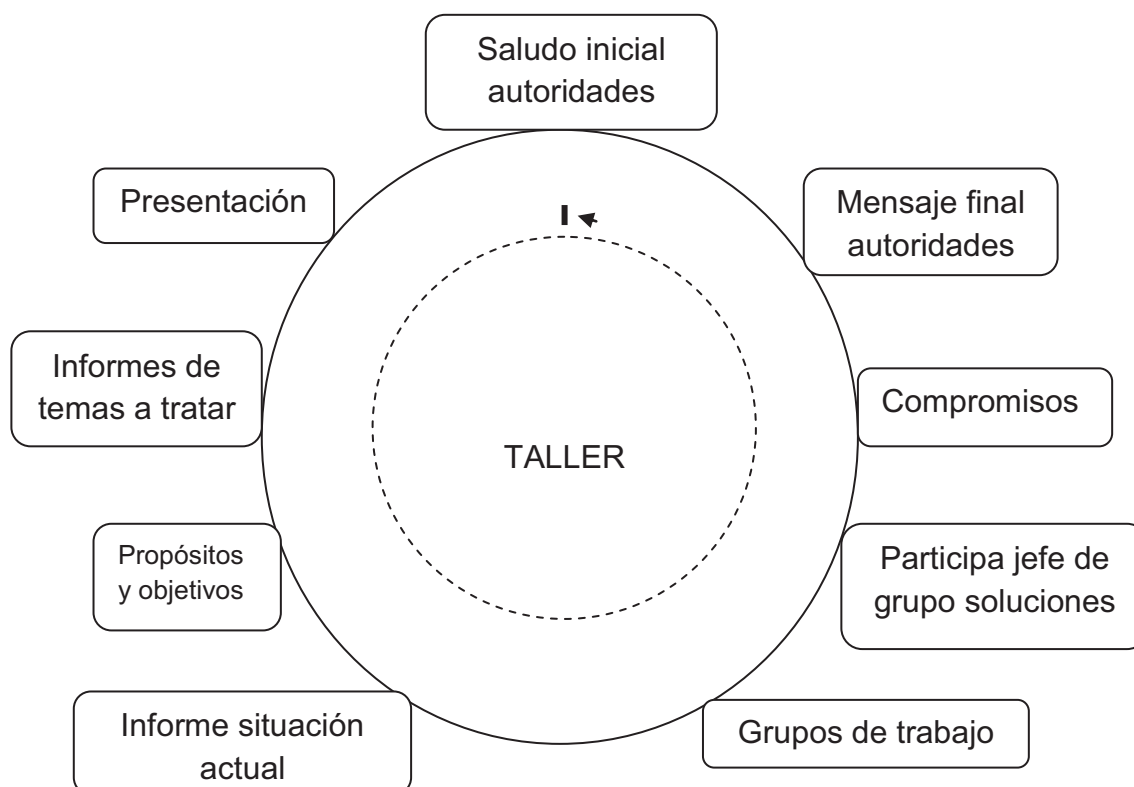 Saludo inicial
autoridades
Presentación
Mensaje final
autoridades
Informes de
temas a tratar
Compromisos
TALLER
Propósitos
y objetivos
Participa jefe de
grupo soluciones
Informe situación
actual
Grupos de trabajo